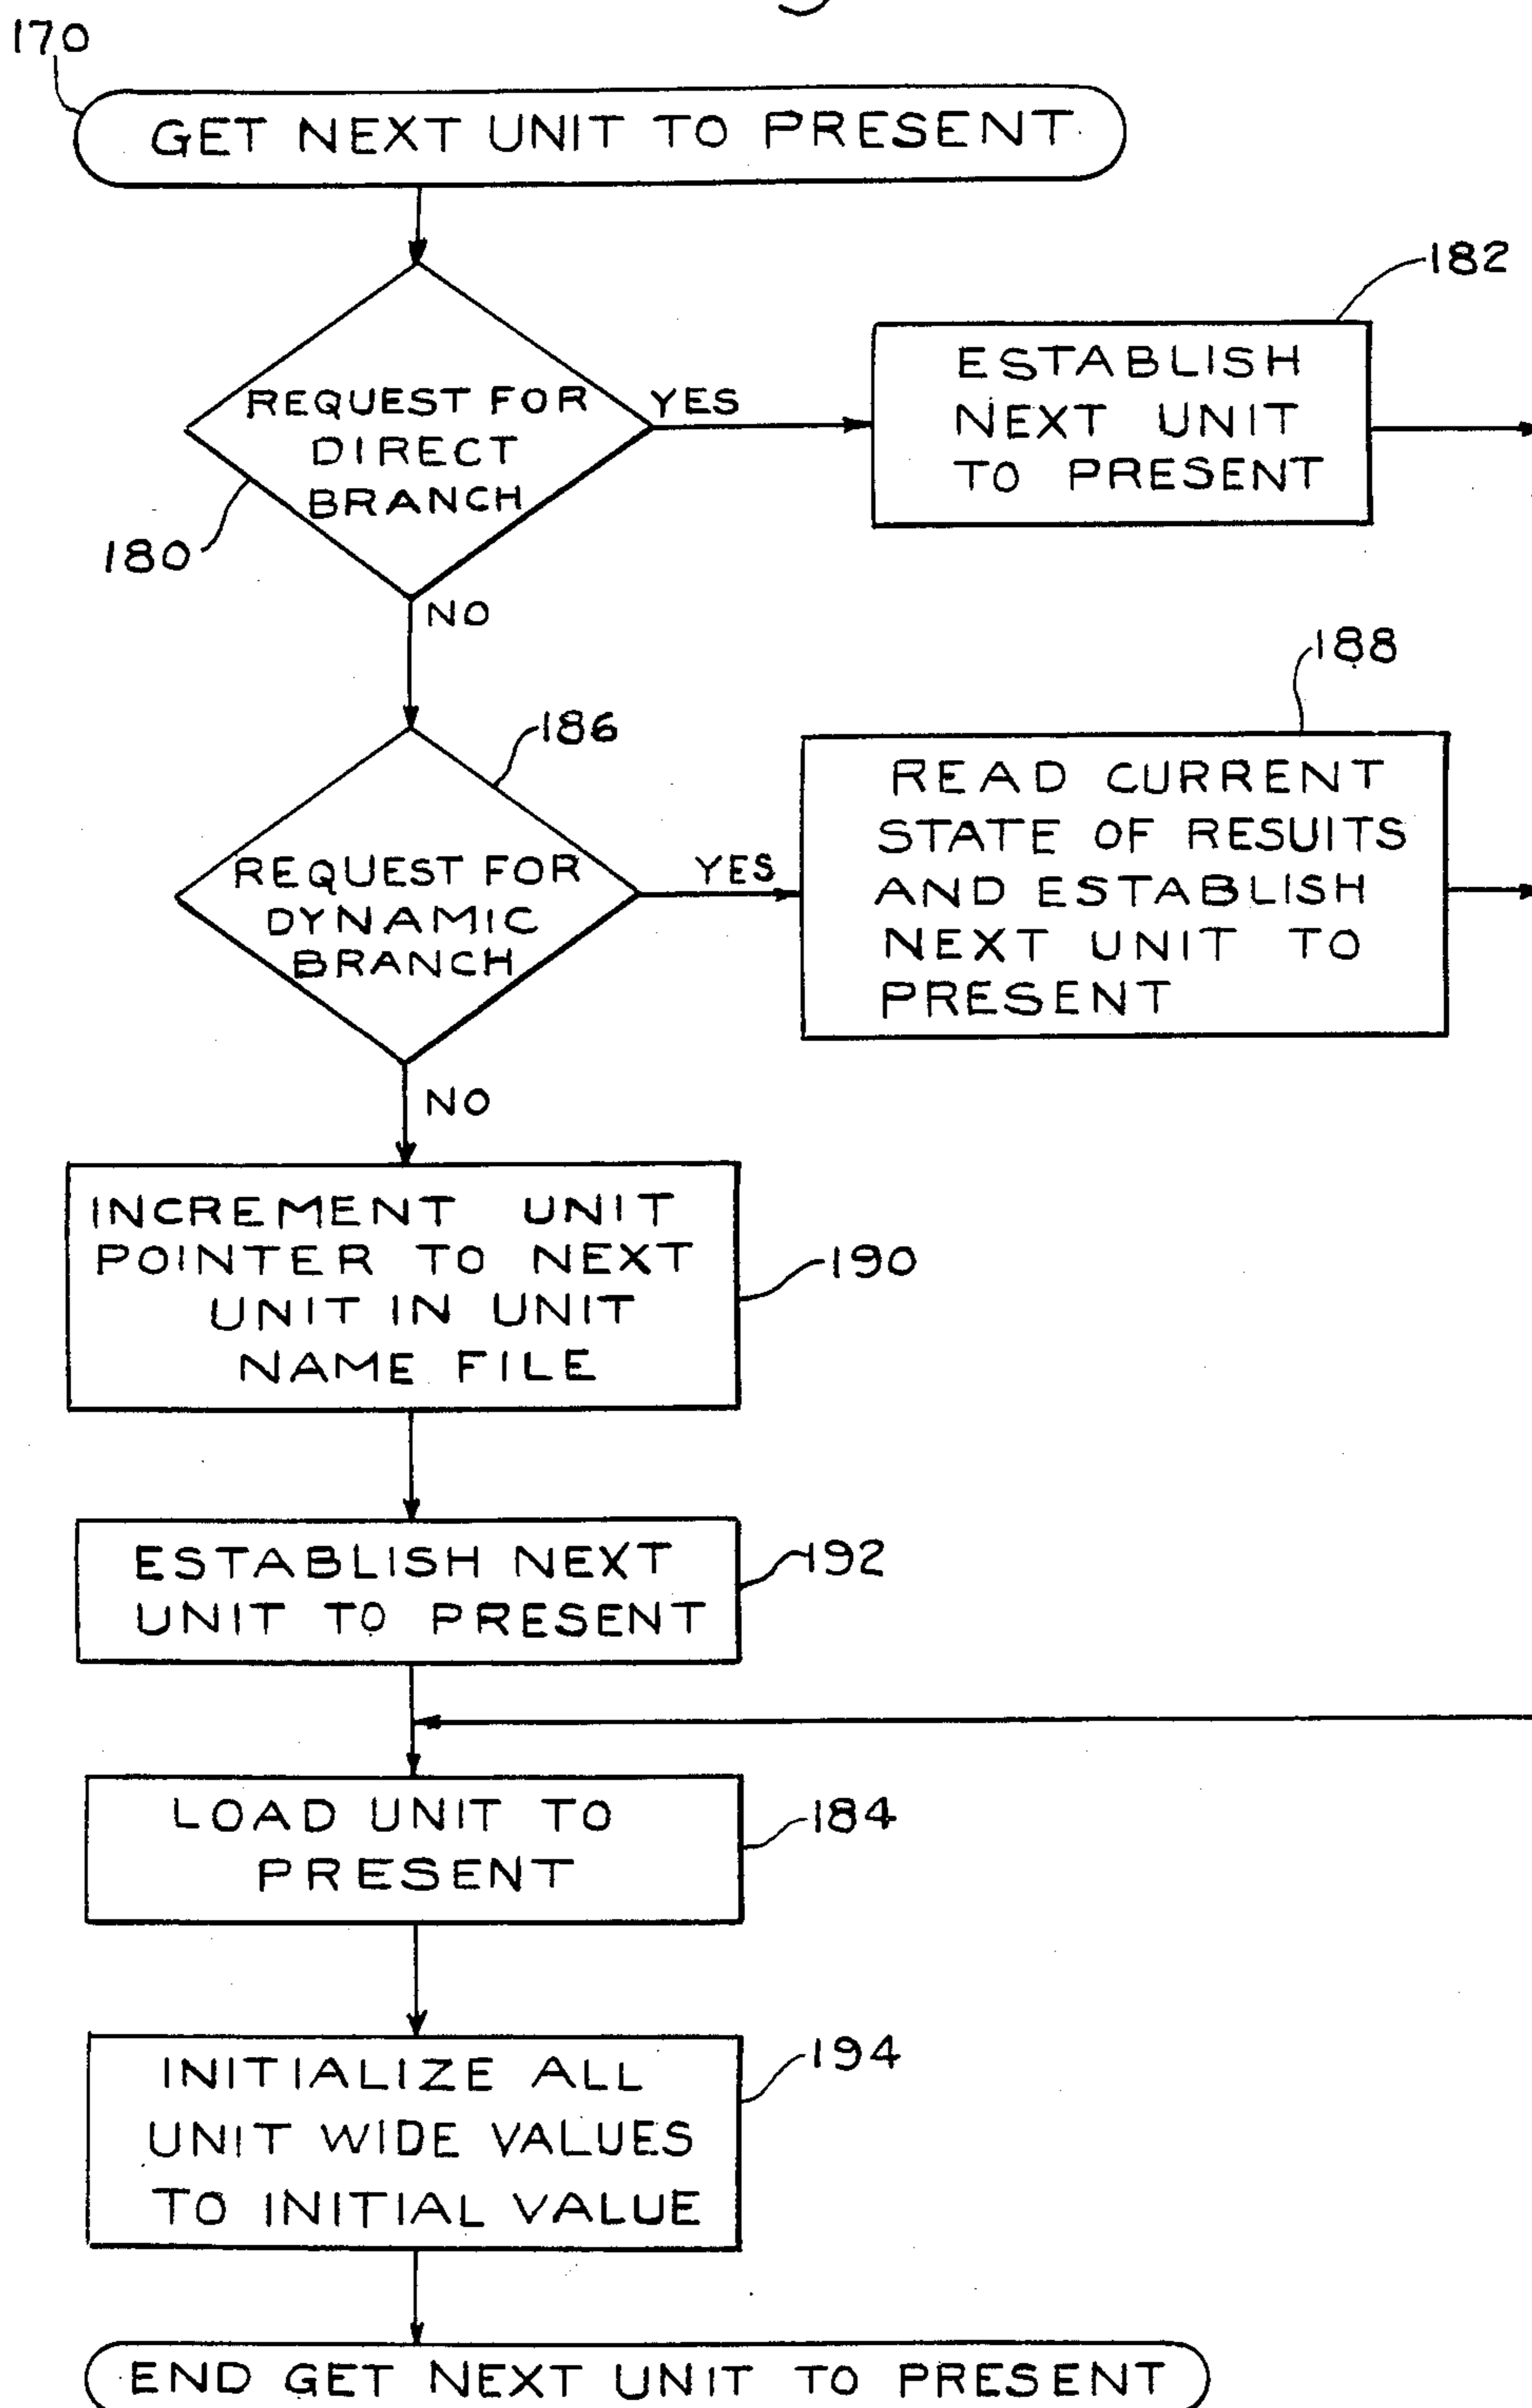 170
GET NEXT UNIT TO PRESENT
182
REQUEST FOR
DIRECT
BRANCH
YES
ESTABLISH
NEXT UNIT
TO PRESENT
180
NO
188
186
REQUEST FOR
DYNAMIC
BRANCH
YES
READ CURRENT
STATE OF RESUITS
AND ESTABLISH
NEXT UNIT TO
PRESENT
NO
INCREMENT UNIT
POINTER TO NEXT
UNIT IN UNIT
NAME FILE
190
ESTABLISH NEXT
UNIT TO PRESENT
192
LOAD UNIT TO
PRESENT
184
INITIALIZE ALL
UNIT WIDE VALUES
TO INITIAL VALUE
194
END GET NEXT UNIT TO PRESENT